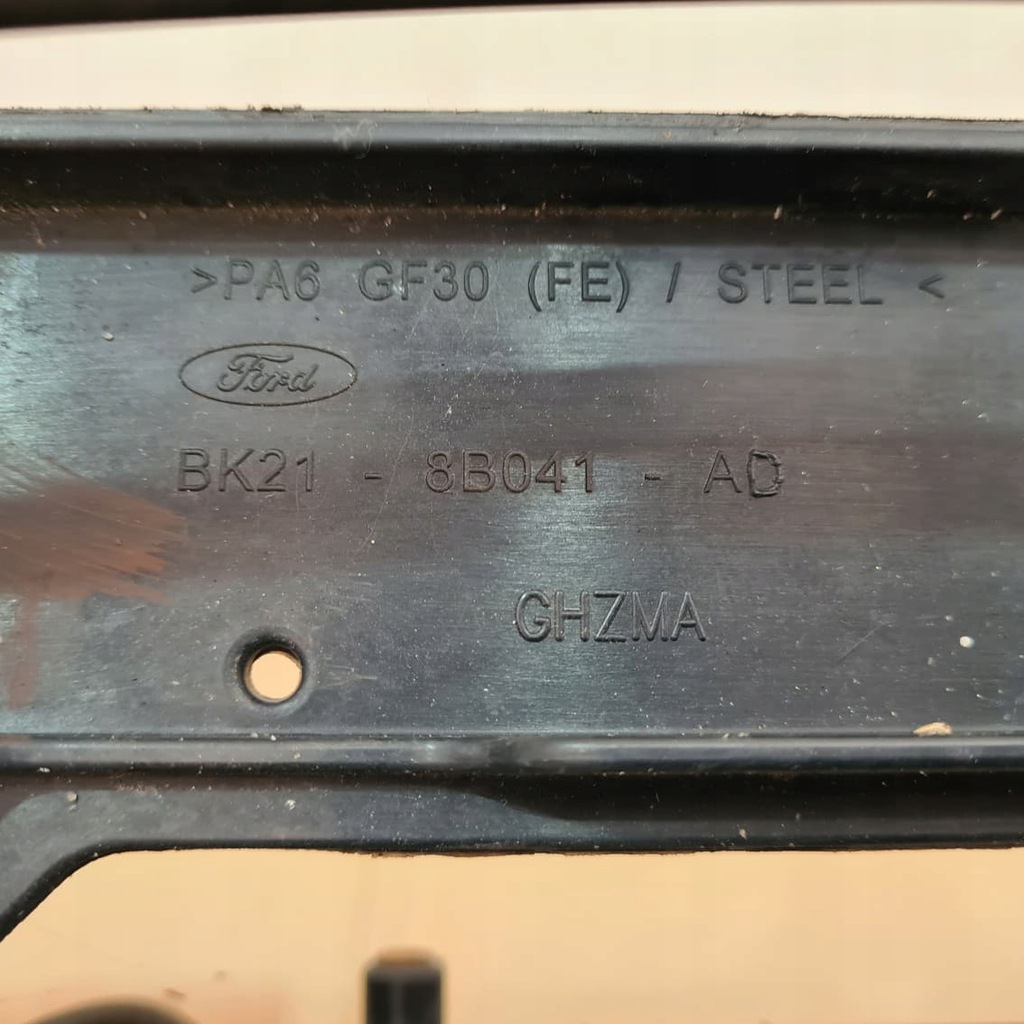 >PA6 GF30 (FE) / STEEL <
Ford
BK21 - 8B041 - AD
GHZMA